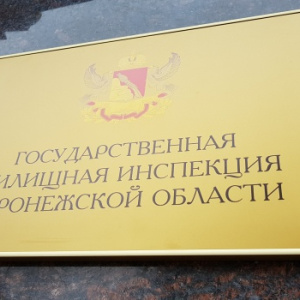 ГОСУДАРСТВЕННАЯ
ИЛИЩНАЯ ИНСПЕКЦИЯ
РОНЕЖСКОЙ ОБЛАСТИ